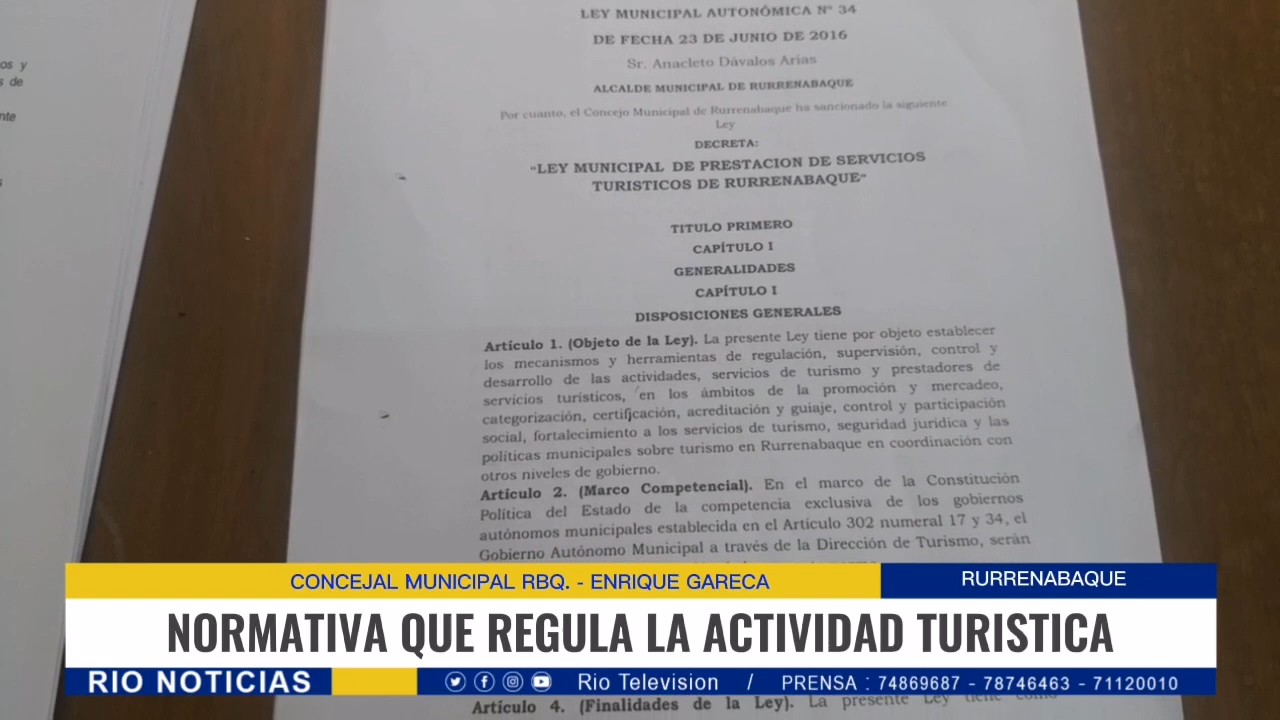 os y
s de
nte
LEY MUNICIPAL AUTONÓMICA Nº 34
DE FECHA 23 DE JUNIO DE 2016
Sr. Anacleto Dávalos Arias
ALCALDE MUNICIPAL DE RURRENABAQUE
Por cuanto, el Concejo Municipal de Rurrenabaque ha sancionado la siguiente
Ley
DECRETA:
"LEY MUNICIPAL DE PRESTACION DE SERVICIOS
TURISTICOS DE RURRENABAQUE"
TITULO PRIMERO
CAPÍTULO I
GENERALIDADES
CAPÍTULO I
DISPOSICIONES GENERALES
Artículo 1. (Objeto de la Ley). La presente Ley tiene por objeto establecer
los mecanismos y herramientas de regulación, supervisión, control y
desarrollo de las actividades, servicios de turismo y prestadores de
servicios turísticos, en los ámbitos de la promoción y mercadeo,
categorización, certificación, acreditación y guiaje, control y participación
social, fortalecimiento a los servicios de turismo, seguridad jurídica y las
políticas municipales sobre turismo en Rurrenabaque en coordinación con
otros niveles de gobierno.
Artículo 2. (Marco Competencial). En el marco de la Constitución
Política del Estado de la competencia exclusiva de los gobiernos
autónomos municipales establecida en el Artículo 302 numeral 17 y 34, el
Gobierno Autónomo Municipal a través de la Dirección de Turismo, serán
CONCEJAL MUNICIPAL RBQ. - ENRIQUE GARECA
RURRENABAQUE
NORMATIVA QUE REGULA LA ACTIVIDAD TURISTICA
RIO NOTICIAS
Rio Television / PRENSA : 74869687 - 78746463 - 71120010
Artículo 4. (Finalidades de la Ley). La presente Ley tiene como